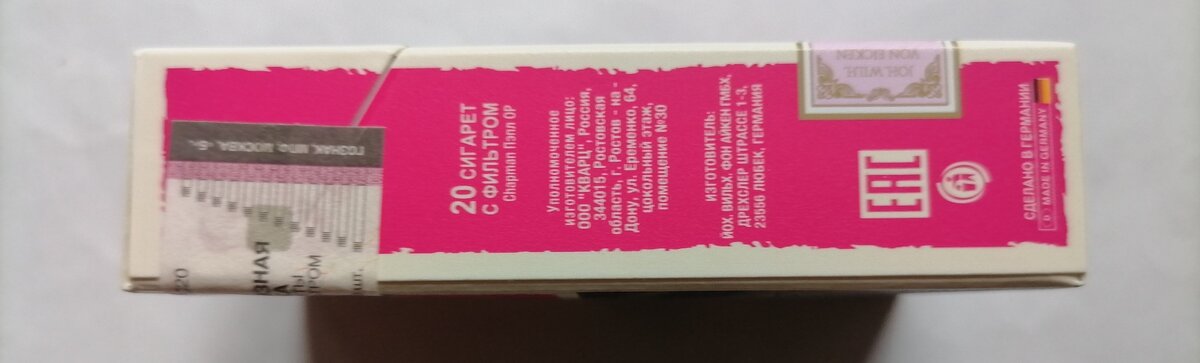 20 СИГАРЕТ
С ФИЛЬТРОМ
Chapman Пэпл ОР
Уполномоченное
изготовителем лицо:
ООО "КВАРЦ", Россия,
344015, Ростовская
область, г. Ростов - на -
Дону, ул. Еременко, 64,
цокольный этаж,
помещение №30
ИЗГОТОВИТЕЛЬ:
ЙОХ. ВИЛЬХ. ФОН АЙКЕН ГМБХ,
ДРЕХСЛЕР ШТРАССЕ 1-3,
23556 ЛЮБЕК, ГЕРМАНИЯ
JOH. WILH.
VON EICKEN
EAC
СДЕЛАНО В ГЕРМАНИИ
D MADE IN GERMANY
ГОЗНАК, МПФ, МОСКВА,